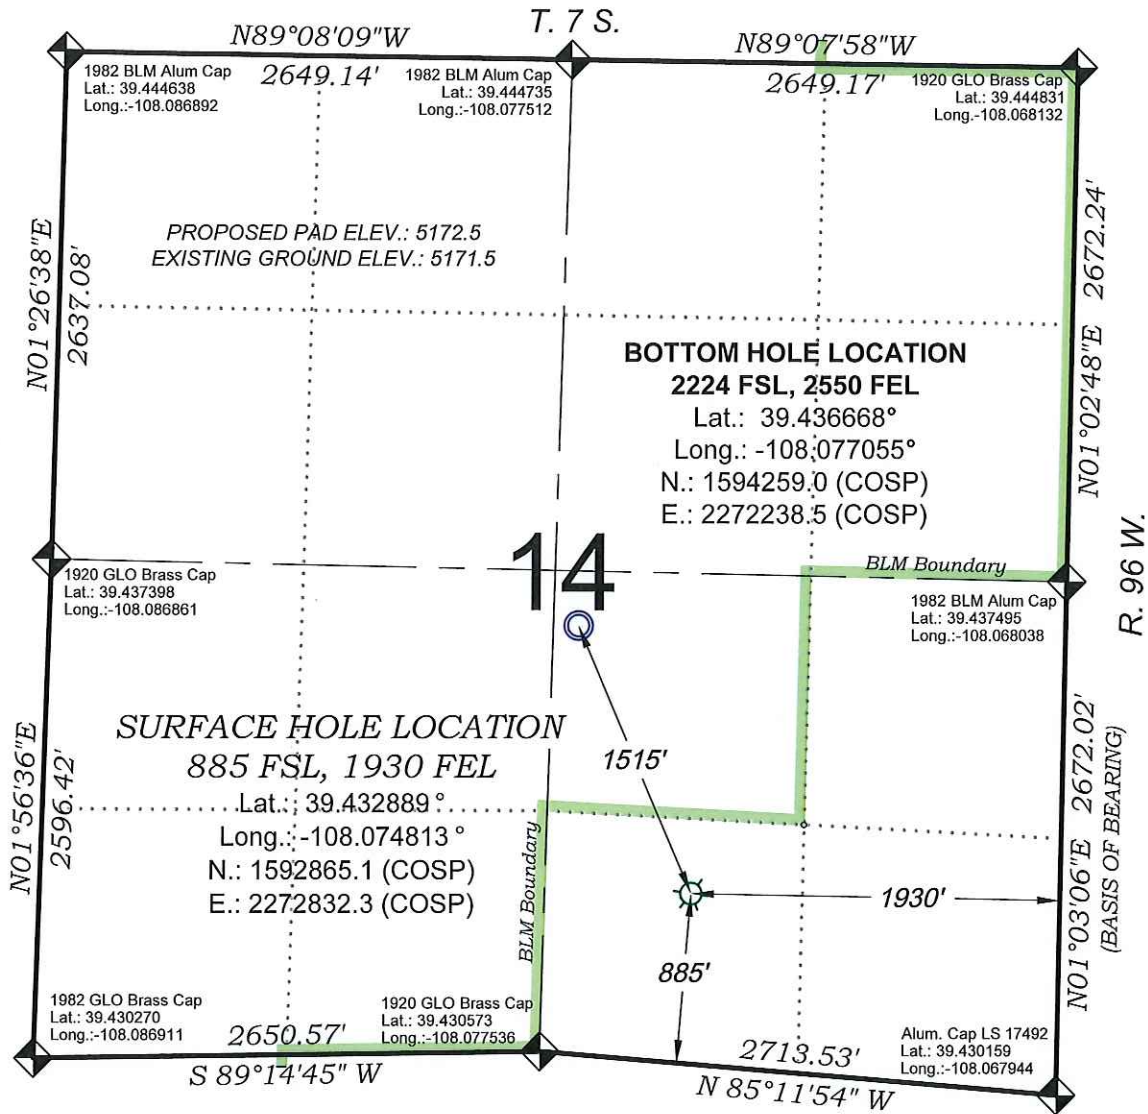 T. 7 S.
N89°08'09"W
N89°07'58"W
2649.14'
2649.17'
1982 BLM Alum Cap
Lat.: 39.444638
Long.:-108.086892
1982 BLM Alum Cap
Lat.: 39.444735
Long.:-108.077512
1920 GLO Brass Cap
Lat.: 39.444831
Long.-108.068132
PROPOSED PAD ELEV.: 5172.5
EXISTING GROUND ELEV.: 5171.5
N01°26'38"E
2637.08'
N01°02'48"E 2672.24'
BOTTOM HOLE LOCATION
2224 FSL, 2550 FEL
Lat.: 39.436668°
Long.: -108.077055°
N.: 1594259.0 (COSP)
E.: 2272238.5 (COSP)
R. 96 W.
14
BLM Boundary
1920 GLO Brass Cap
Lat.: 39.437398
Long.:-108.086861
1982 BLM Alum Cap
Lat.: 39.437495
Long.:-108.068038
SURFACE HOLE LOCATION
885 FSL, 1930 FEL
Lat.: 39.432889°
Long.: -108.074813°
N.: 1592865.1 (COSP)
E.: 2272832.3 (COSP)
1515'
N01°56'36"E
2596.42'
N01°03'06"E 2672.02'
(BASIS OF BEARING)
BLM Boundary
1930'
885'
1982 GLO Brass Cap
Lat.: 39.430270
Long.:-108.086911
1920 GLO Brass Cap
Lat.: 39.430573
Long.:-108.077536
Alum. Cap LS 17492
Lat.: 39.430159
Long.:-108.067944
2650.57'
S 89°14'45" W
2713.53'
N 85°11'54" W